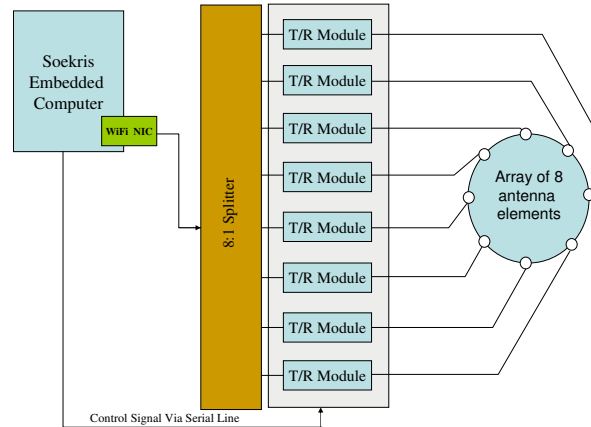 Soekris
Embedded
Computer
WiFi NIC
8:1 Splitter
T/R Module
T/R Module
T/R Module
T/R Module
T/R Module
T/R Module
T/R Module
T/R Module
Array of 8
antenna
elements
Control Signal Via Serial Line